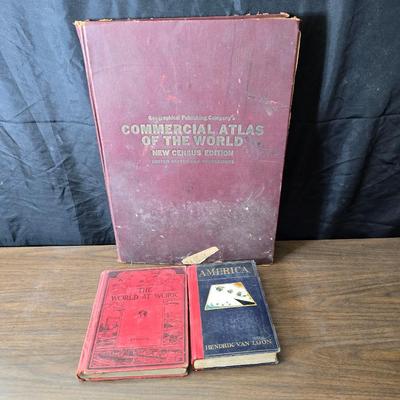 Geographical Publishing Company's
COMMERCIAL ATLAS
OF THE WORLD
NEW CENSUS EDITION
THE
WORLD AT WORK
AMERICA
HENDRIK VAN LOON